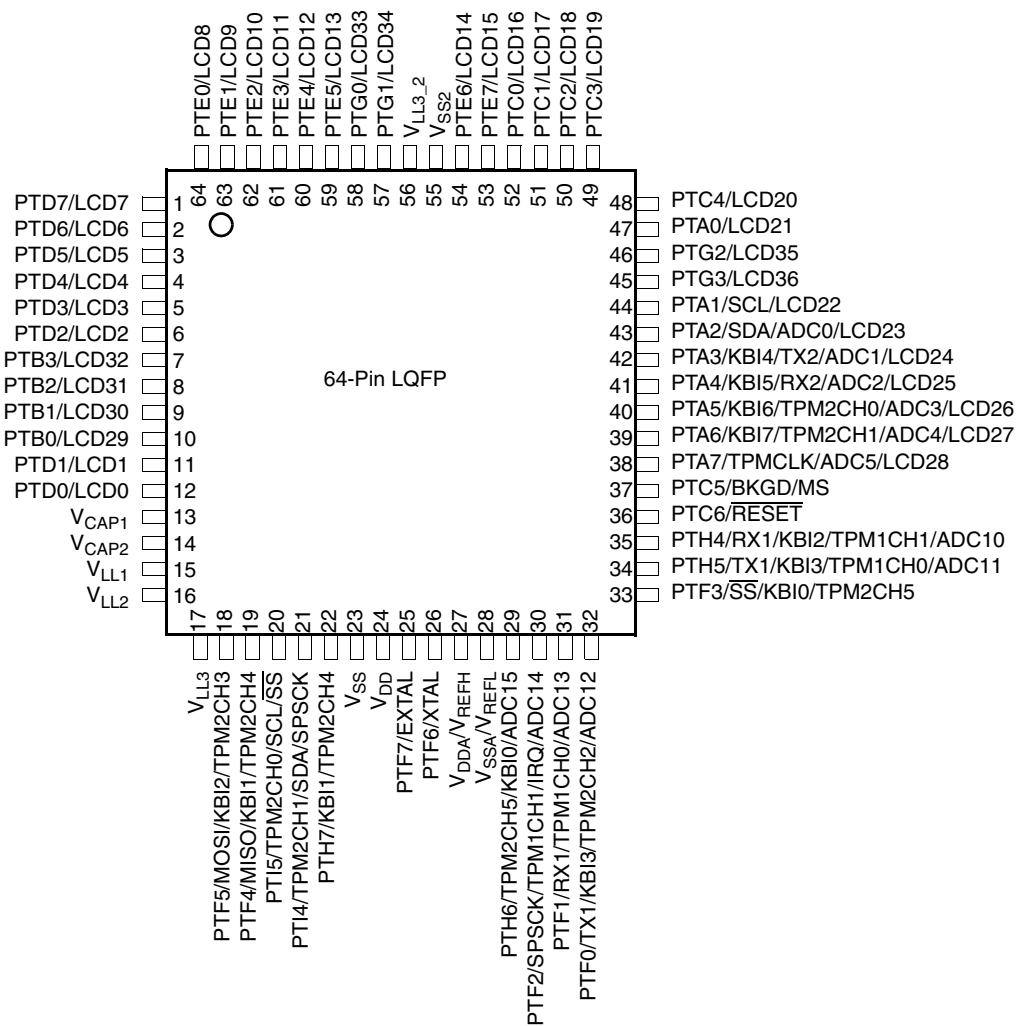 PTE0/LCD8
PTE1/LCD9
PTE2/LCD10
PTE3/LCD11
PTE4/LCD12
PTE5/LCD13
PTG0/LCD33
PTG1/LCD34
VLL3_2
VSS2
PTE6/LCD14
PTE7/LCD15
PTC0/LCD16
PTC1/LCD17
PTC2/LCD18
PTC3/LCD19
64 63 62 61 60 59 58 57 56 55 54 53 52 51 50 49
PTD7/LCD7 1
PTD6/LCD6 2
PTD5/LCD5 3
PTD4/LCD4 4
PTD3/LCD3 5
PTD2/LCD2 6
PTB3/LCD32 7
PTB2/LCD31 8
PTB1/LCD30 9
PTB0/LCD29 10
PTD1/LCD1 11
PTD0/LCD0 12
VCAP1 13
VCAP2 14
VLL1 15
VLL2 16
64-Pin LQFP
48 PTC4/LCD20
47 PTA0/LCD21
46 PTG2/LCD35
45 PTG3/LCD36
44 PTA1/SCL/LCD22
43 PTA2/SDA/ADC0/LCD23
42 PTA3/KBI4/TX2/ADC1/LCD24
41 PTA4/KBI5/RX2/ADC2/LCD25
40 PTA5/KBI6/TPM2CH0/ADC3/LCD26
39 PTA6/KBI7/TPM2CH1/ADC4/LCD27
38 PTA7/TPMCLK/ADC5/LCD28
37 PTC5/BKGD/MS
36 PTC6/RESET
35 PTH4/RX1/KBI2/TPM1CH1/ADC10
34 PTH5/TX1/KBI3/TPM1CH0/ADC11
33 PTF3/SS/KBI0/TPM2CH5
17 18 19 20 21 22 23 24 25 26 27 28 29 30 31 32
VLL3
PTF5/MOSI/KBI2/TPM2CH3
PTF4/MISO/KBI1/TPM2CH4
PTI5/TPM2CH0/SCL/SS
PTI4/TPM2CH1/SDA/SPSCK
PTH7/KBI1/TPM2CH4
VSS
VDD
PTF7/EXTAL
PTF6/XTAL
VDDA/VREFH
VSSA/VREFL
PTH6/TPM2CH5/KBI0/ADC15
PTF2/SPSCK/TPM1CH1/IRQ/ADC14
PTF1/RX1/TPM1CH0/ADC13
PTF0/TX1/KBI3/TPM2CH2/ADC12